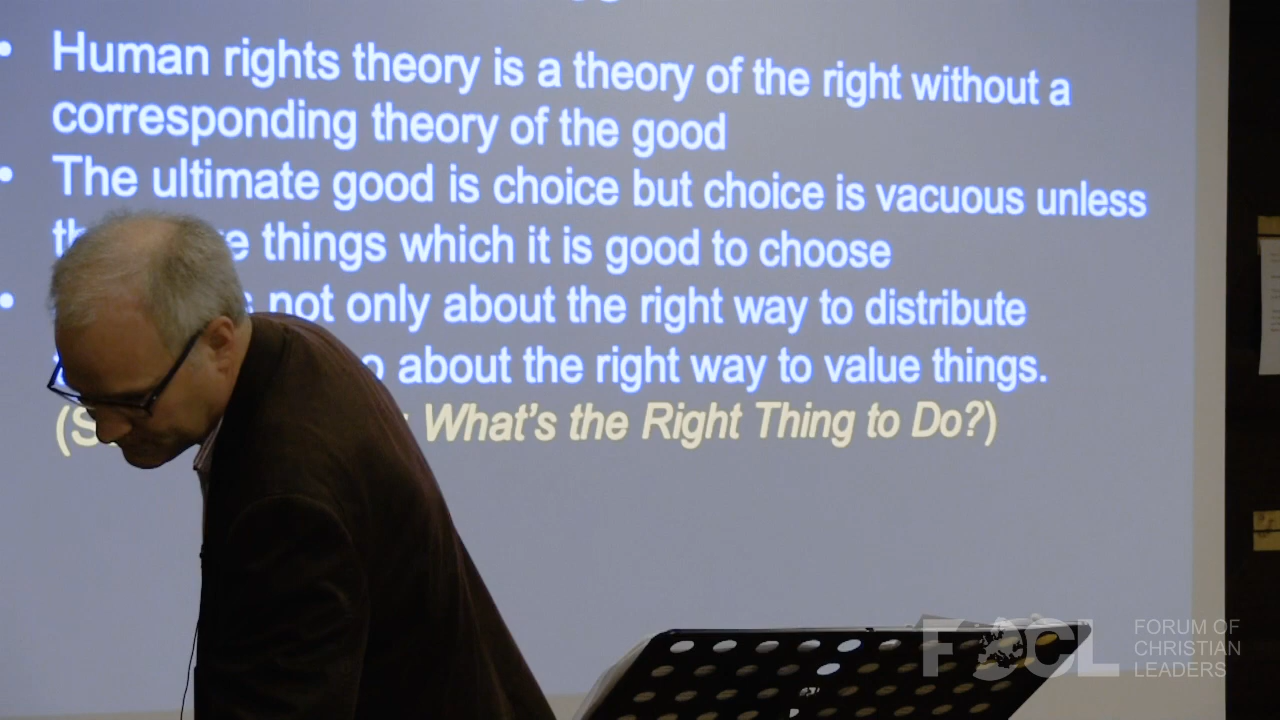 • Human rights theory is a theory of the right without a
corresponding theory of the good
• The ultimate good is choice but choice is vacuous unless
things which it is good to choose
• not only about the right way to distribute
about the right way to value things.
What's the Right Thing to Do?)
FOCL
FORUM OF
CHRISTIAN
LEADERS